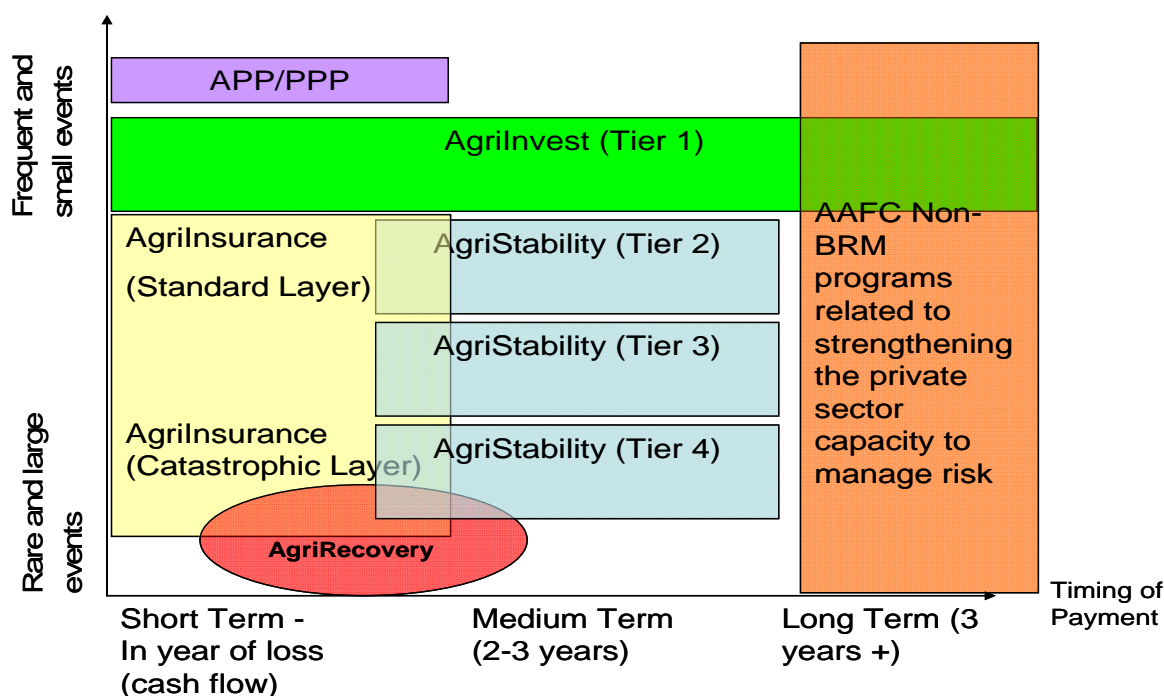 Frequent and
small events
Rare and large
events
APP/PPP
AgriInvest (Tier 1)
AgriInsurance
(Standard Layer)
AgriInsurance
(Catastrophic Layer)
AgriStability (Tier 2)
AgriStability (Tier 3)
AgriStability (Tier 4)
AgriRecovery
AAFC Non-
BRM
programs
related to
strengthening
the private
sector
capacity to
manage risk
Short Term -
In year of loss
(cash flow)
Medium Term
(2-3 years)
Long Term (3
years +)
Timing of
Payment